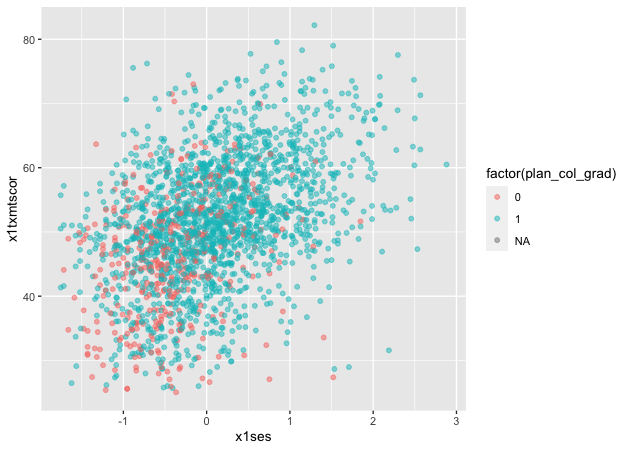 80
60
40
x1txmtscor
-1
0
1
2
3
x1ses
factor(plan_col_grad)
0
1
NA